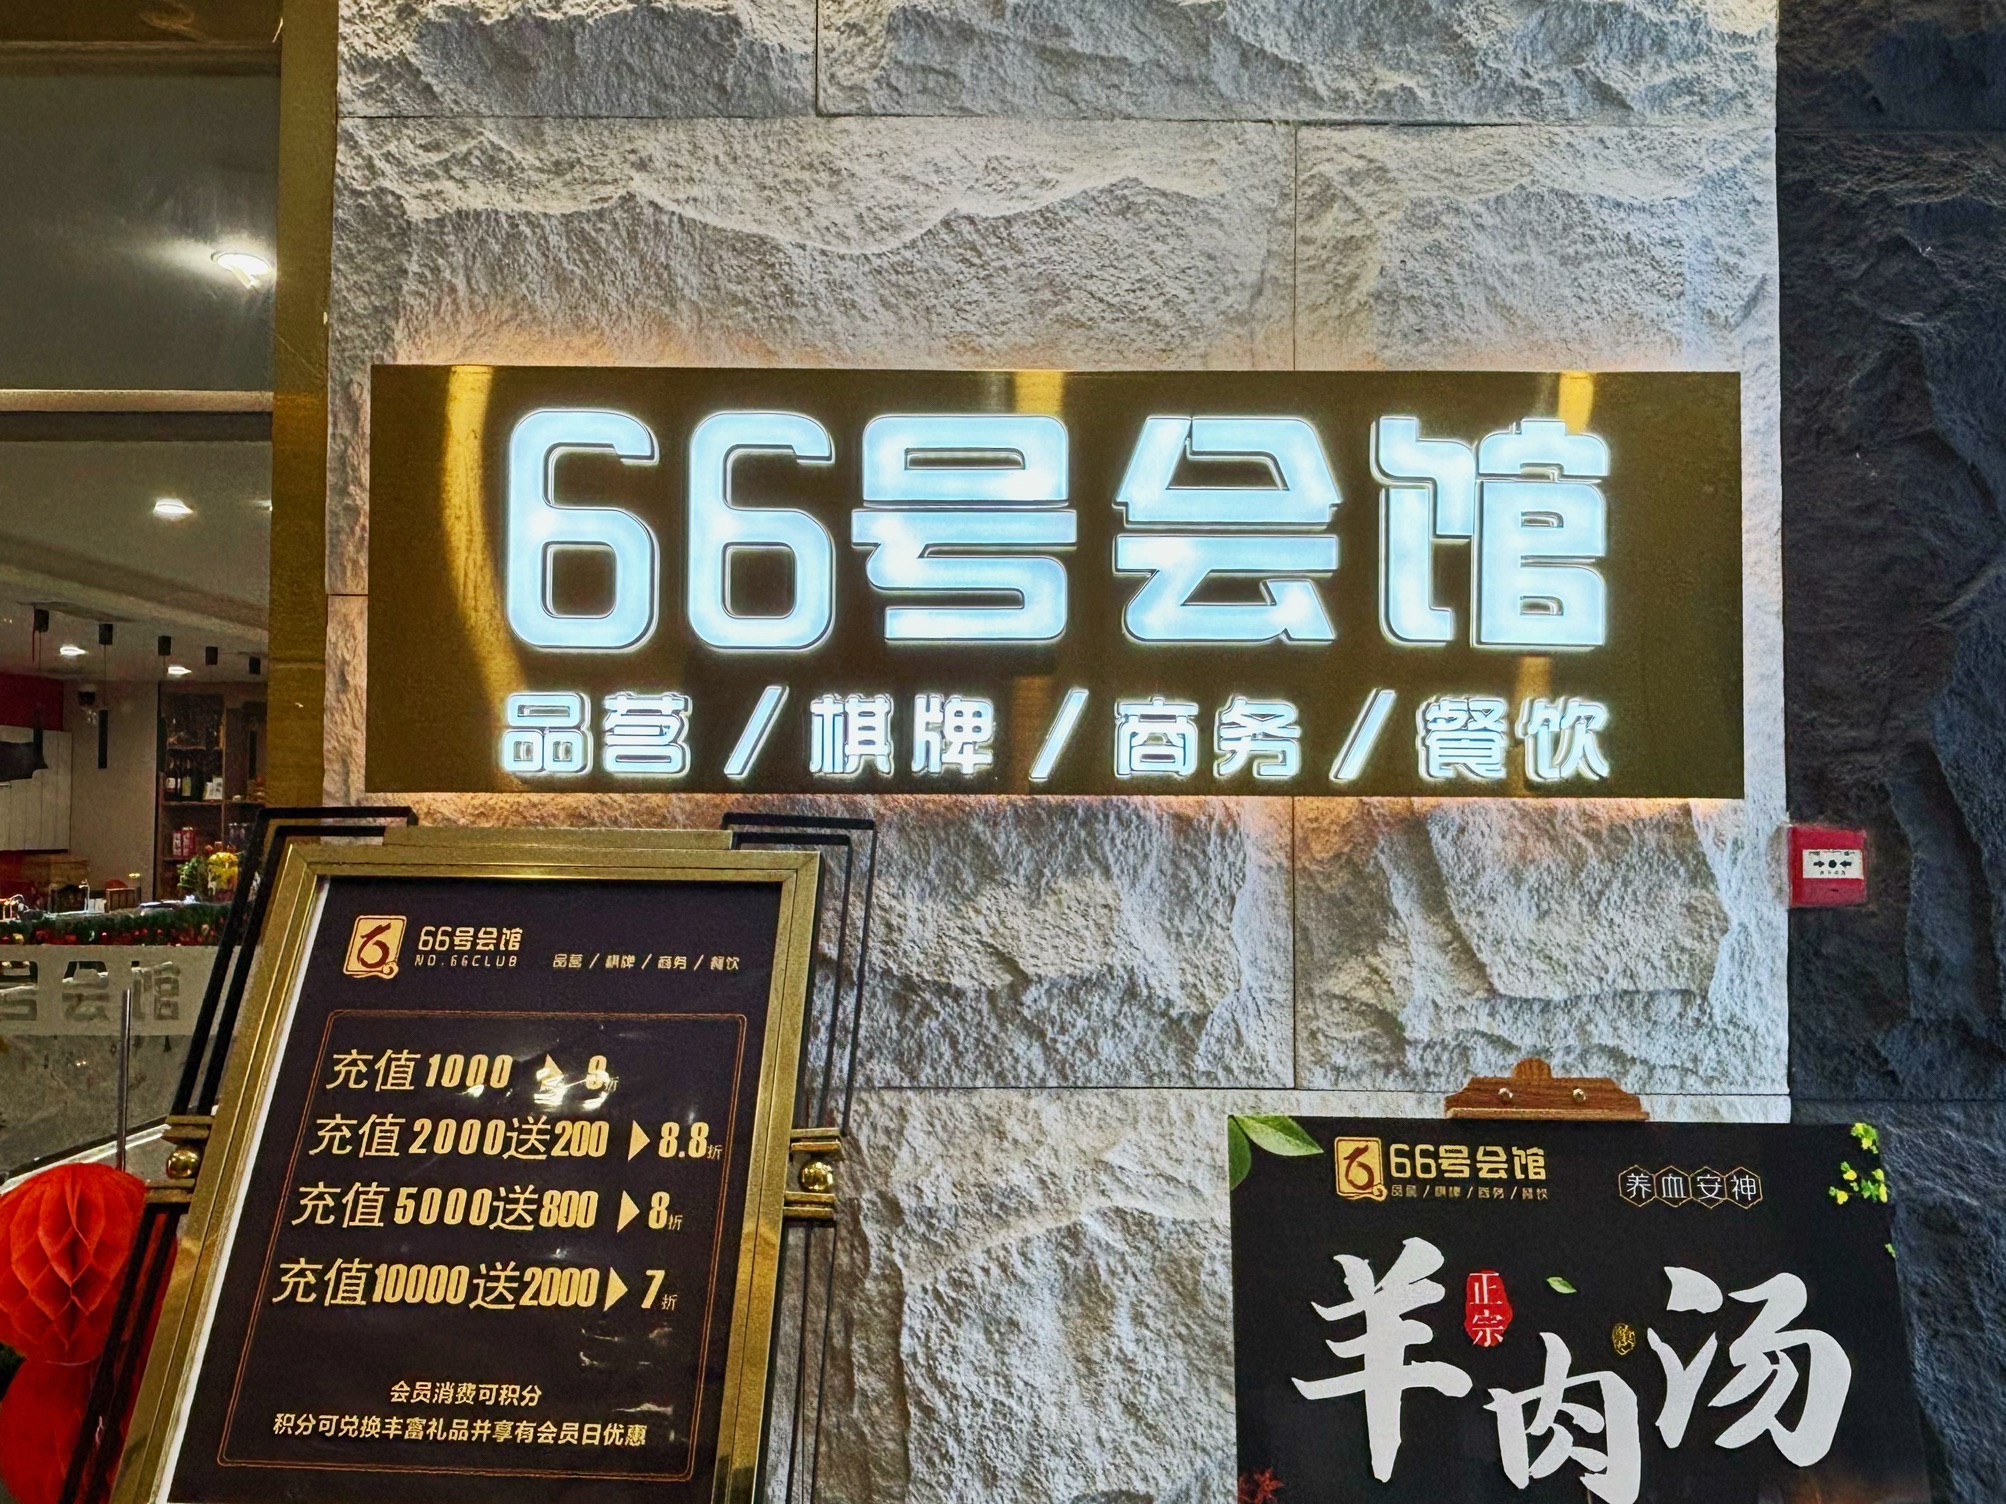 66号会馆
品茗 / 棋牌 / 商务 / 餐饮
66号会馆
NO.66CLUB
品茗 / 棋牌 / 商务 / 餐饮
充值1000 ▶ 9折
充值2000送200 ▶8.8折
充值5000送800 ▶8折
充值10000送2000▶7折
会员消费可积分
积分可兑换丰富礼品并享有会员日优惠
号会馆
66号会馆
品茗 / 棋牌 / 商务 / 餐饮
养血安神
羊肉汤
正宗